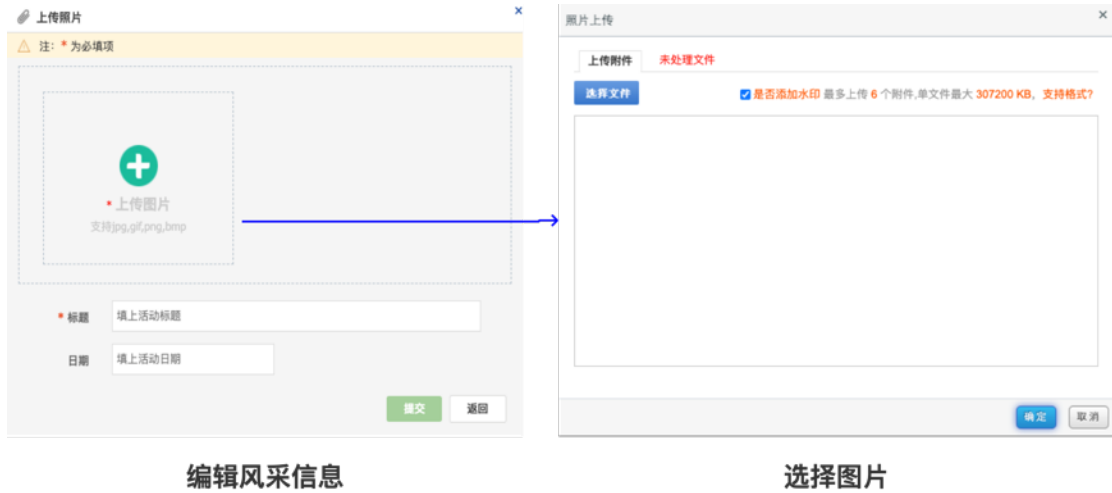 上传照片
×
注: * 为必填项
* 上传图片
支持jpg,gif,png,bmp
* 标题
填上活动标题
日期
填上活动日期
提交
返回
编辑风采信息
照片上传
×
上传附件
未处理文件
选择文件
是否添加水印 最多上传 6 个附件,单文件最大 307200 KB，支持格式?
确定
取消
选择图片